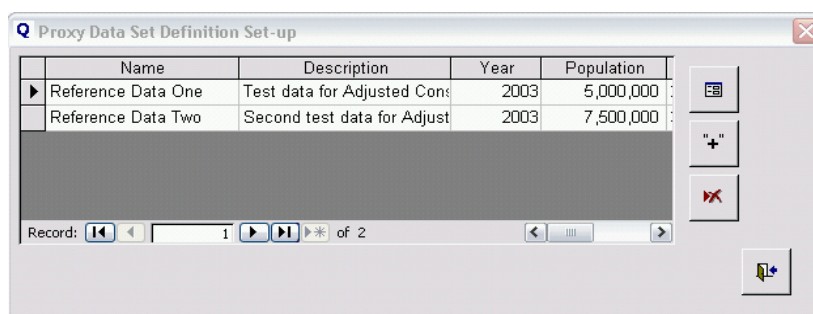 Q Proxy Data Set Definition Set-up
Name Description Year Population
Reference Data One Test data for Adjusted Cons 2003 5,000,000
Reference Data Two Second test data for Adjust 2003 7,500,000
"+"
Record: 1 of 2